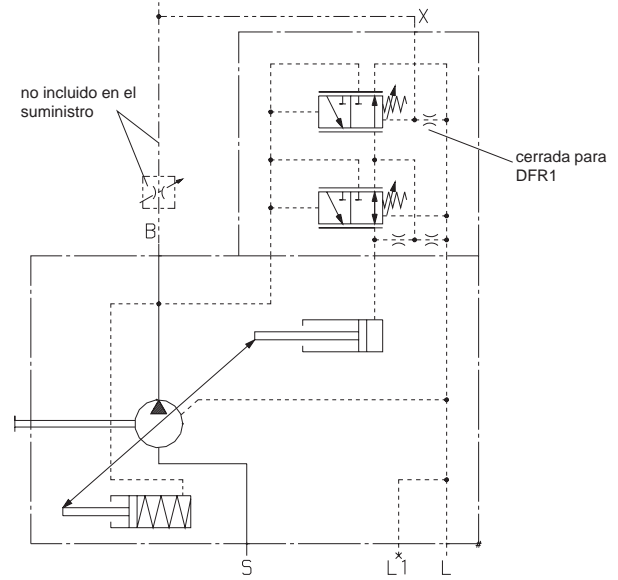 X
no incluido en el
suministro
cerrada para
DFR1
B
S
L1
L